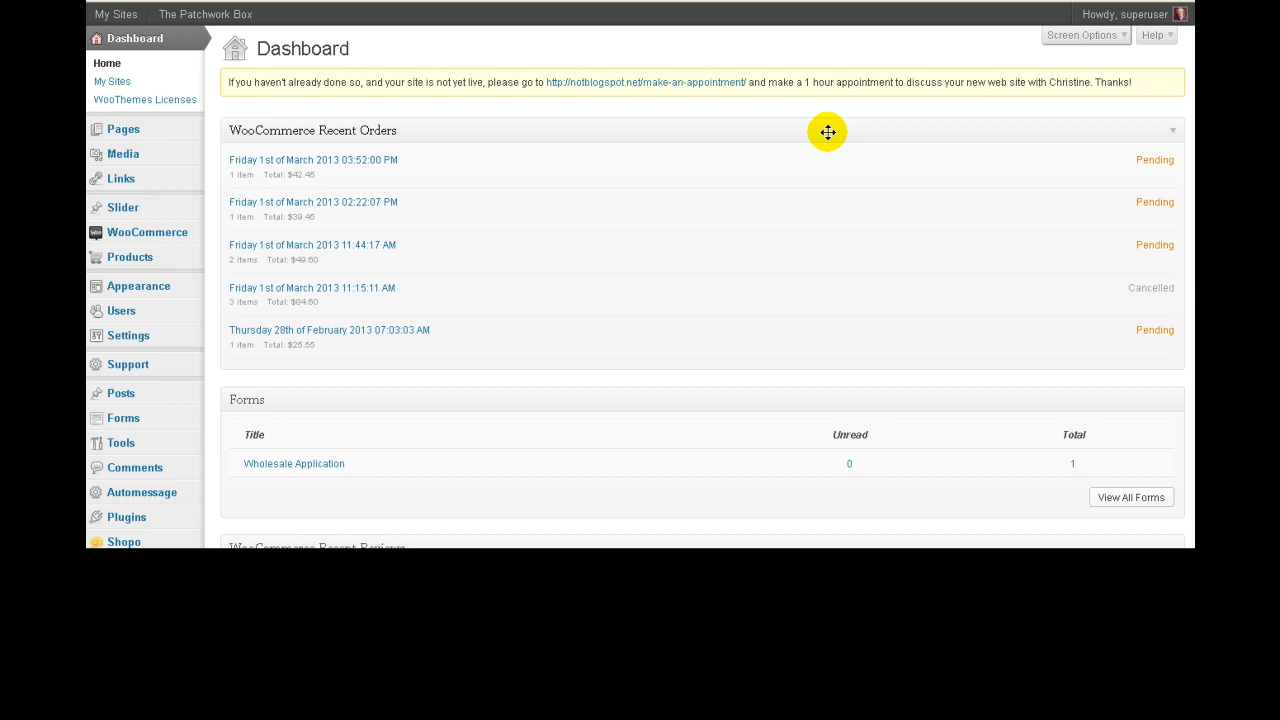 My Sites The Patchwork Box Howdy, superuser
Dashboard
Home
My Sites
WooThemes Licenses
Pages
Media
Links
Slider
WooCommerce
Products
Appearance
Users
Settings
Support
Posts
Forms
Tools
Comments
Automessage
Plugins
Shopo
Screen Options Help
Dashboard
If you haven't already done so, and your site is not yet live, please go to http://notblogspot.net/make-an-appointment/ and make a 1 hour appointment to discuss your new web site with Christine. Thanks!
WooCommerce Recent Orders
Friday 1st of March 2013 03:52:00 PM Pending
1 item Total: $42.45
Friday 1st of March 2013 02:22:07 PM Pending
1 item Total: $39.45
Friday 1st of March 2013 11:44:17 AM Pending
2 items Total: $49.60
Friday 1st of March 2013 11:15:11 AM Cancelled
3 items Total: $84.60
Thursday 28th of February 2013 07:03:03 AM Pending
1 item Total: $25.55
Forms
Title Unread Total
Wholesale Application 0 1
View All Forms
WooCommerce Recent Reviews